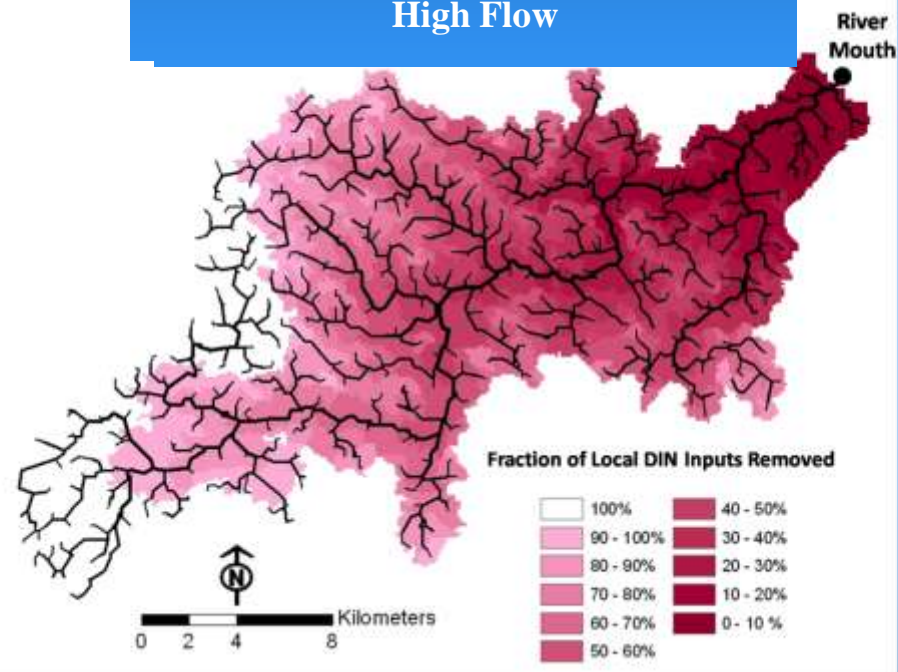 High Flow
River
Mouth
Fraction of Local DIN Inputs Removed
100%
90 - 100%
80 - 90%
70 - 80%
60 - 70%
50 - 60%
40 - 50%
30 - 40%
20 - 30%
10 - 20%
0 - 10 %
N
Kilometers
0 2 4 8